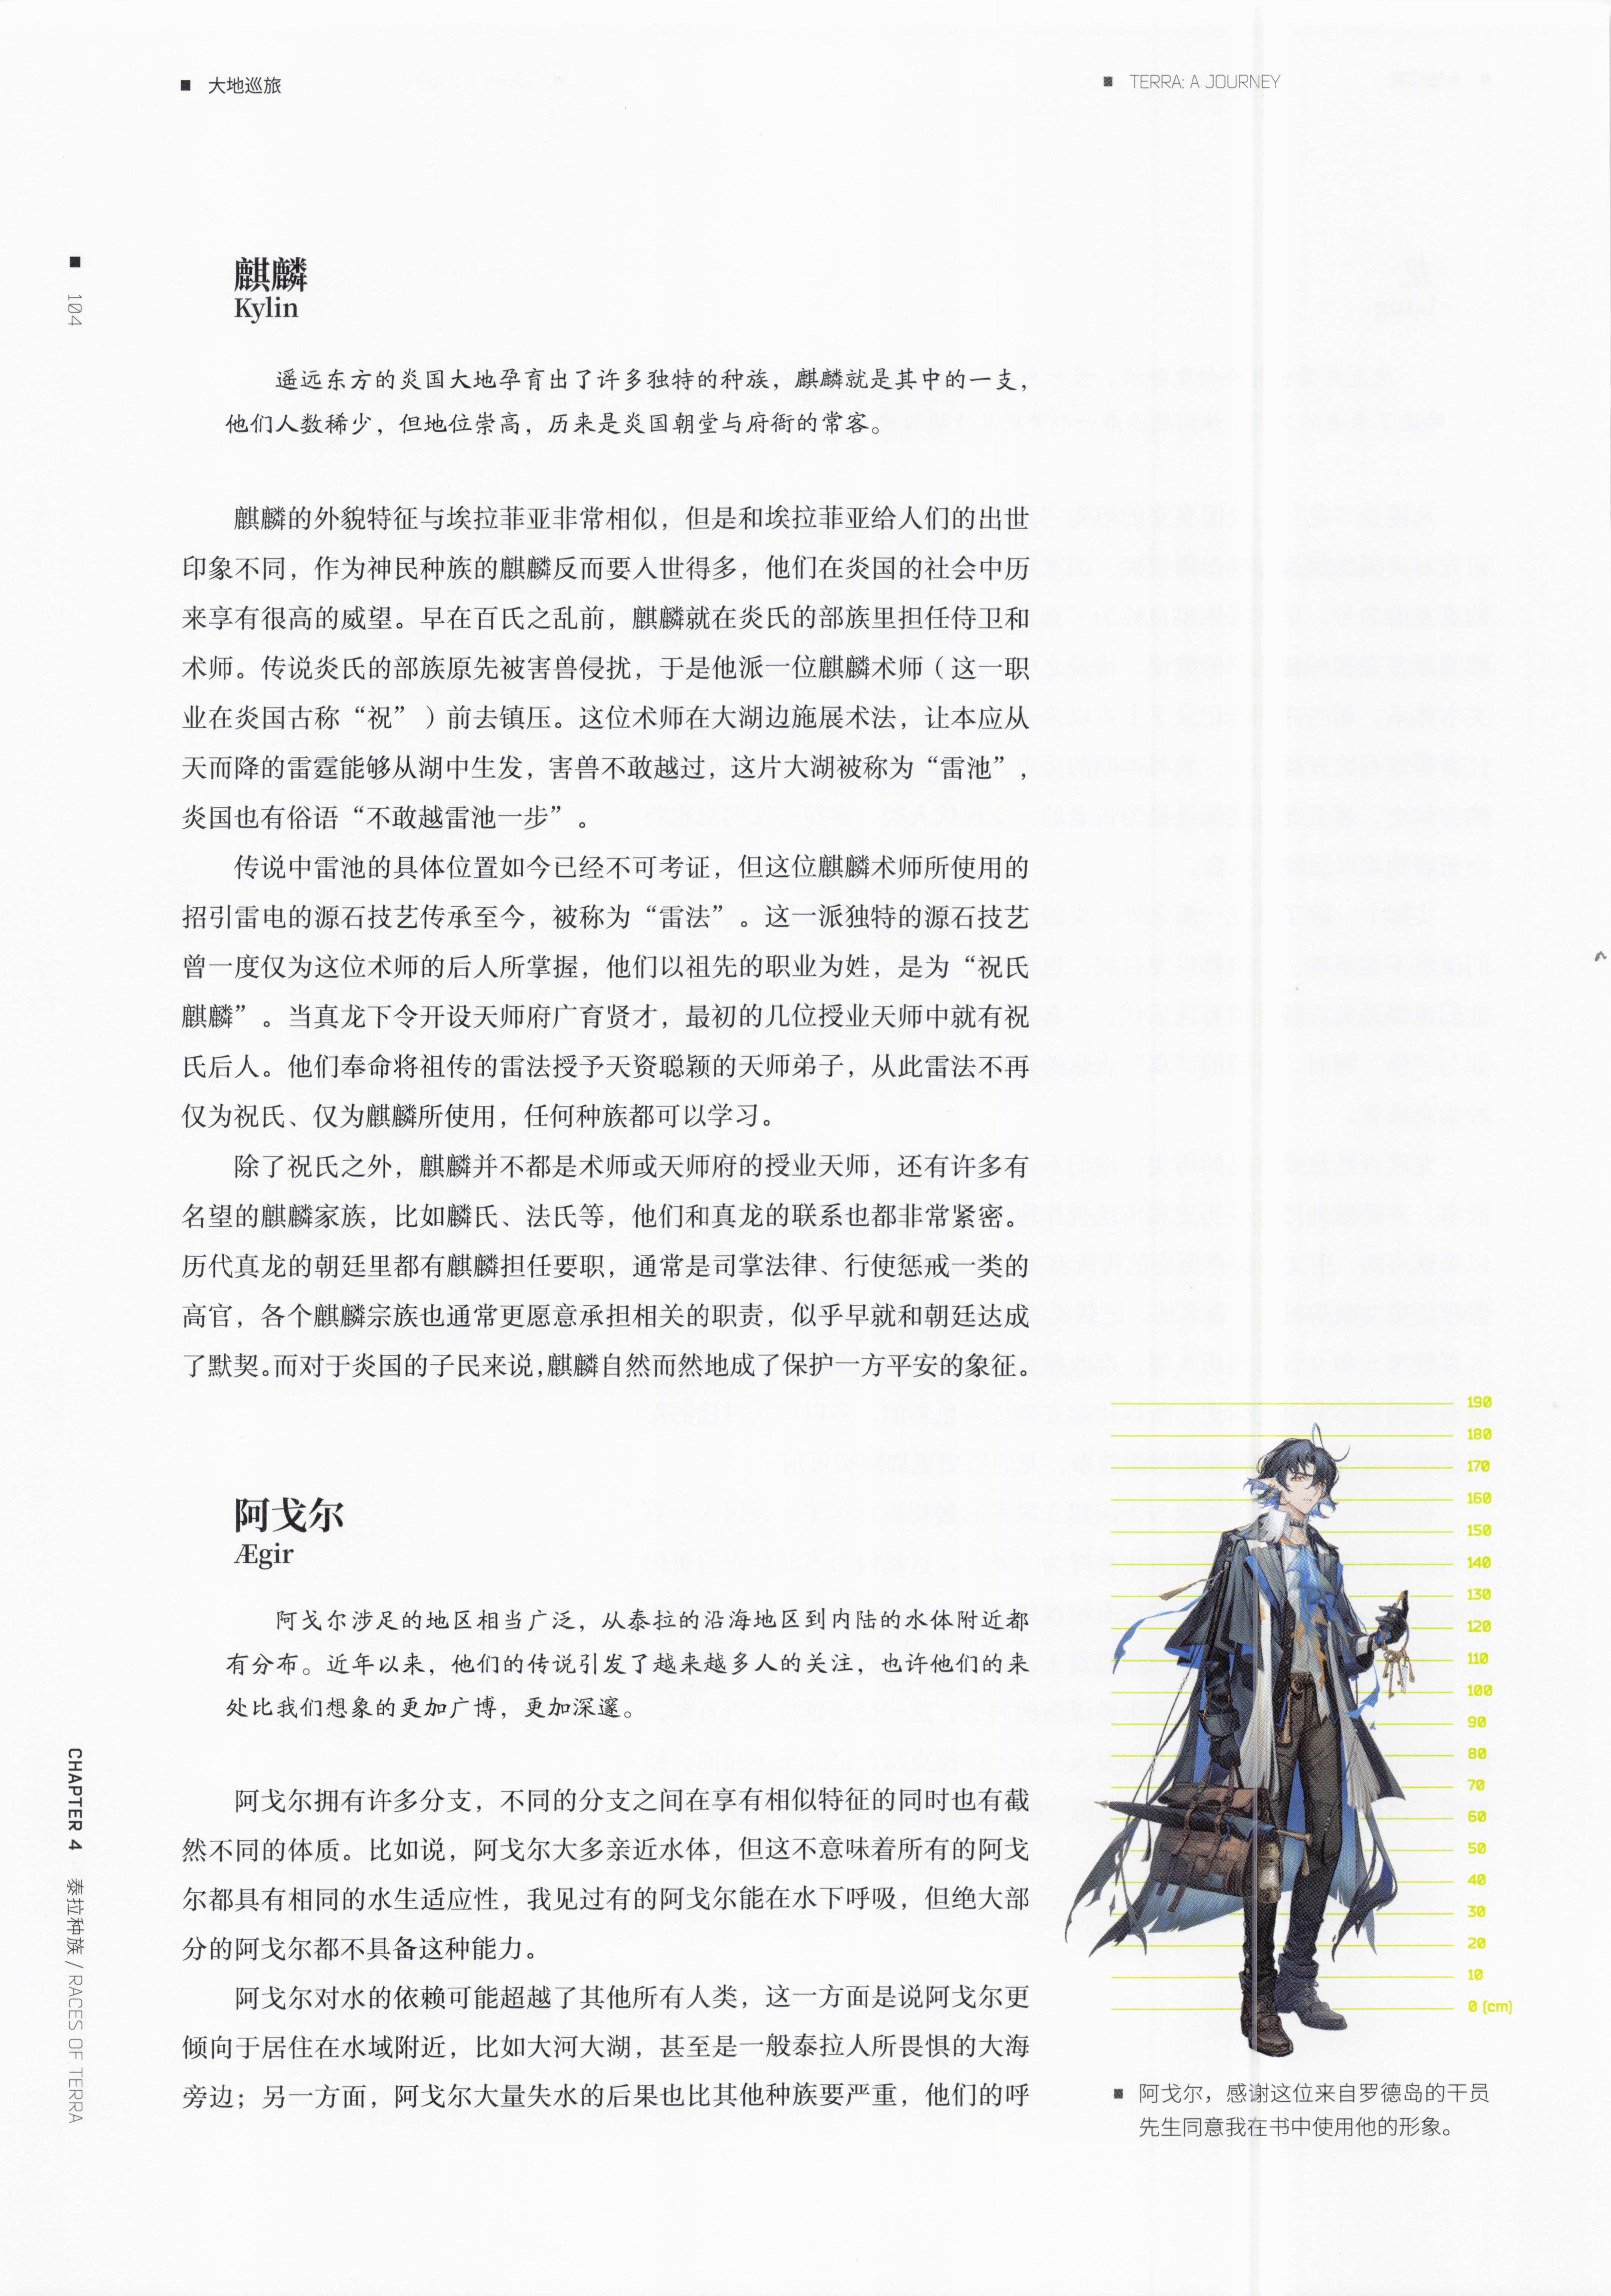 ■ 大地巡旅
■ TERRA: A JOURNEY
■ 104
麒麟
Kylin
遥远东方的炎国大地孕育出了许多独特的种族，麒麟就是其中的一支，
他们人数稀少，但地位崇高，历来是炎国朝堂与府衙的常客。
麒麟的外貌特征与埃拉菲亚非常相似，但是和埃拉菲亚给人们的出世
印象不同，作为神民种族的麒麟反而要入世得多，他们在炎国的社会中历
来享有很高的威望。早在百氏之乱前，麒麟就在炎氏的部族里担任侍卫和
术师。传说炎氏的部族原先被害兽侵扰，于是他派一位麒麟术师（这一职
业在炎国古称“祝”）前去镇压。这位术师在大湖边施展术法，让本应从
天而降的雷霆能够从湖中生发，害兽不敢越过，这片大湖被称为“雷池”，
炎国也有俗语“不敢越雷池一步”。
传说中雷池的具体位置如今已经不可考证，但这位麒麟术师所使用的
招引雷电的源石技艺传承至今，被称为“雷法”。这一派独特的源石技艺
曾一度仅为这位术师的后人所掌握，他们以祖先的职业为姓，是为“祝氏
麒麟”。当真龙下令开设天师府广育贤才，最初的几位授业天师中就有祝
氏后人。他们奉命将祖传的雷法授予天资聪颖的天师弟子，从此雷法不再
仅为祝氏、仅为麒麟所使用，任何种族都可以学习。
除了祝氏之外，麒麟并不都是术师或天师府的授业天师，还有许多有
名望的麒麟家族，比如麟氏、法氏等，他们和真龙的联系也都非常紧密。
历代真龙的朝廷里都有麒麟担任要职，通常是司掌法律、行使惩戒一类的
高官，各个麒麟宗族也通常更愿意承担相关的职责，似乎早就和朝廷达成
了默契。而对于炎国的子民来说，麒麟自然而然地成了保护一方平安的象征。
阿戈尔
Ægir
阿戈尔涉足的地区相当广泛，从泰拉的沿海地区到内陆的水体附近都
有分布。近年以来，他们的传说引发了越来越多人的关注，也许他们的来
处比我们想象的更加广博，更加深邃。
阿戈尔拥有许多分支，不同的分支之间在享有相似特征的同时也有截
然不同的体质。比如说，阿戈尔大多亲近水体，但这不意味着所有的阿戈
尔都具有相同的水生适应性，我见过有的阿戈尔能在水下呼吸，但绝大部
分的阿戈尔都不具备这种能力。
阿戈尔对水的依赖可能超越了其他所有人类，这一方面是说阿戈尔更
倾向于居住在水域附近，比如大河大湖，甚至是一般泰拉人所畏惧的大海
旁边；另一方面，阿戈尔大量失水的后果也比其他种族要严重，他们的呼
190
180
170
160
150
140
130
120
110
100
90
80
70
60
50
40
30
20
10
0 (cm)
■ 阿戈尔，感谢这位来自罗德岛的干员
先生同意我在书中使用他的形象。
CHAPTER 4 泰拉种族 / RACES OF TERRA